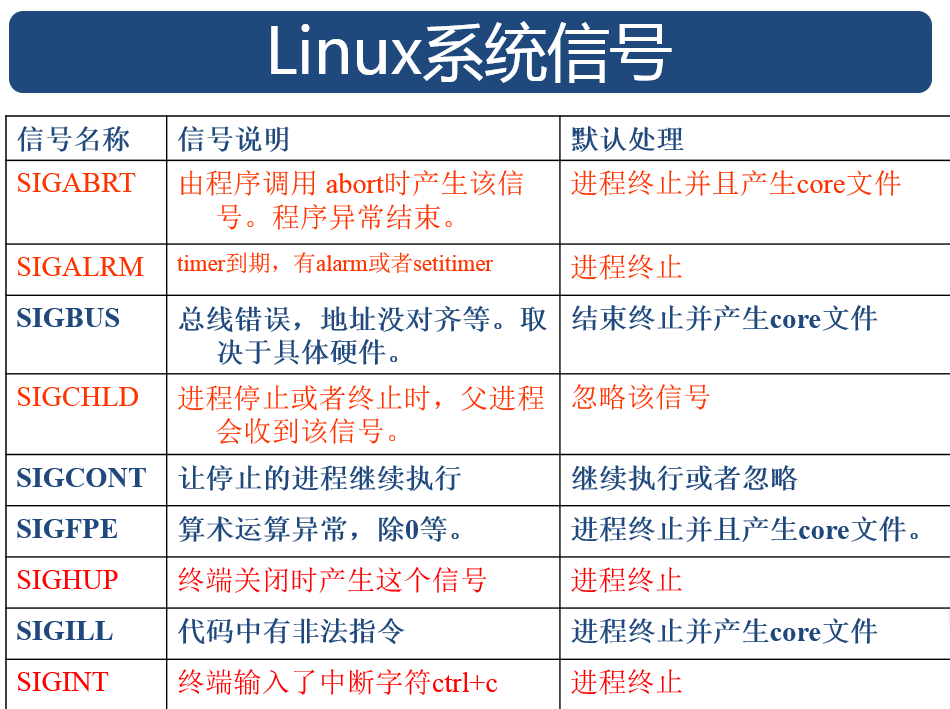 Linux系统信号
信号名称 信号说明 默认处理
SIGABRT 由程序调用 abort时产生该信 进程终止并且产生core文件
号。程序异常结束。
SIGALRM timer到期，有alarm或者setitimer 进程终止
SIGBUS 总线错误，地址没对齐等。取 结束终止并产生core文件
决于具体硬件。
SIGCHLD 进程停止或者终止时，父进程 忽略该信号
会收到该信号。
SIGCONT 让停止的进程继续执行 继续执行或者忽略
SIGFPE 算术运算异常，除0等。 进程终止并且产生core文件。
SIGHUP 终端关闭时产生这个信号 进程终止
SIGILL 代码中有非法指令 进程终止并产生core文件
SIGINT 终端输入了中断字符ctrl+c 进程终止